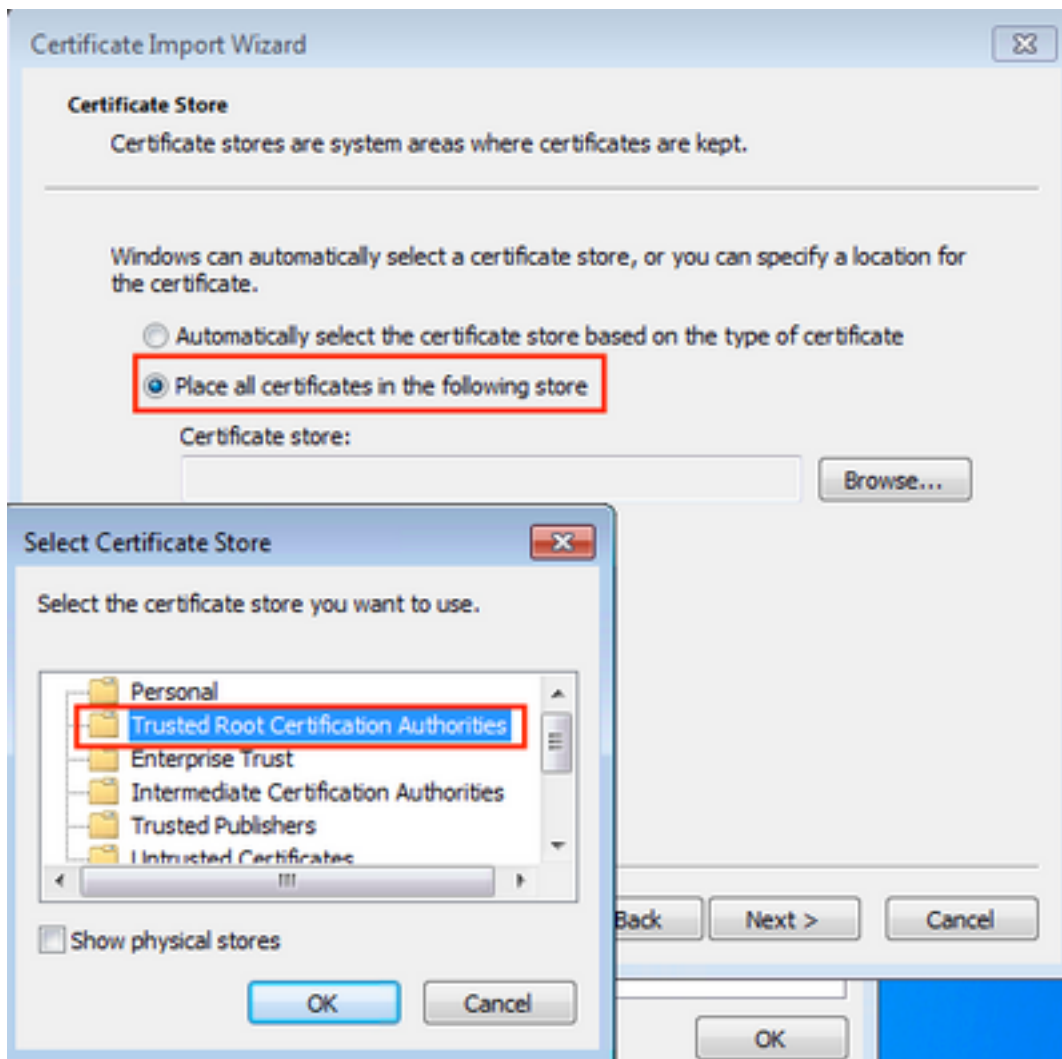 Certificate Import Wizard
Certificate Store
Certificate stores are system areas where certificates are kept.
Windows can automatically select a certificate store, or you can specify a location for
the certificate.
Automatically select the certificate store based on the type of certificate
Place all certificates in the following store
Certificate store:
Browse...
Select Certificate Store
Select the certificate store you want to use.
Personal
Trusted Root Certification Authorities
Enterprise Trust
Intermediate Certification Authorities
Trusted Publishers
Untrusted Certificates
Show physical stores
OK
Cancel
Back
Next >
Cancel
OK